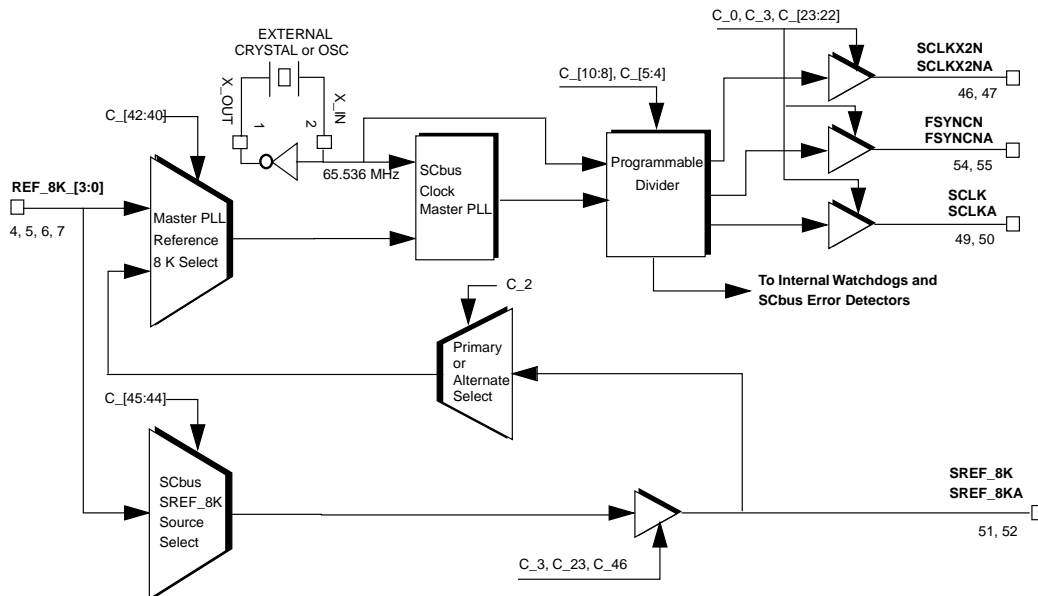 C_0, C_3, C_[23:22]
EXTERNAL
CRYSTAL or OSC
SCLKX2N
SCLKX2NA
46, 47
C_[10:8], C_[5:4]
X_OUT
X_IN
1
2
C_[42:40]
FSYNCN
FSYNCNA
54, 55
65.536 MHz
SCbus
Clock
Master PLL
Programmable
Divider
REF_8K_[3:0]
4, 5, 6, 7
Master PLL
Reference
8 K Select
SCLK
SCLKA
49, 50
To Internal Watchdogs and
SCbus Error Detectors
C_2
Primary
or
Alternate
Select
C_[45:44]
SCbus
SREF_8K
Source
Select
SREF_8K
SREF_8KA
51, 52
C_3, C_23, C_46